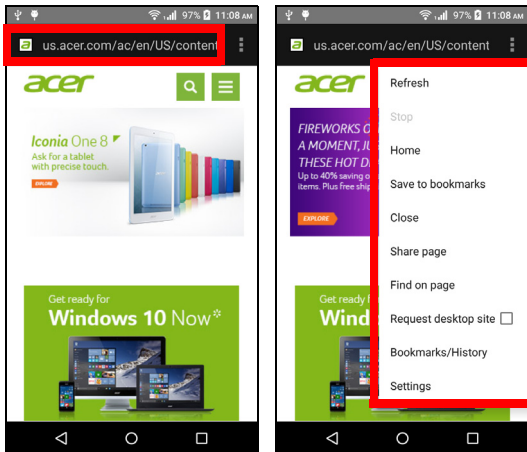 97% 11:08 AM
us.acer.com/ac/en/US/content
acer
Iconia One 8
Ask for a tablet
with precise touch.
EXPLORE
Get ready for
Windows 10 Now*
97% 11:08 AM
us.acer.com/ac/en/US/content
acer
FIREWORKS O
A MOMENT, JU
THESE HOT D
Up to 40% saving o
items. Plus free ship
EXPLORE
Get ready f
Wind
Refresh
Stop
Home
Save to bookmarks
Close
Share page
Find on page
Request desktop site
Bookmarks/History
Settings